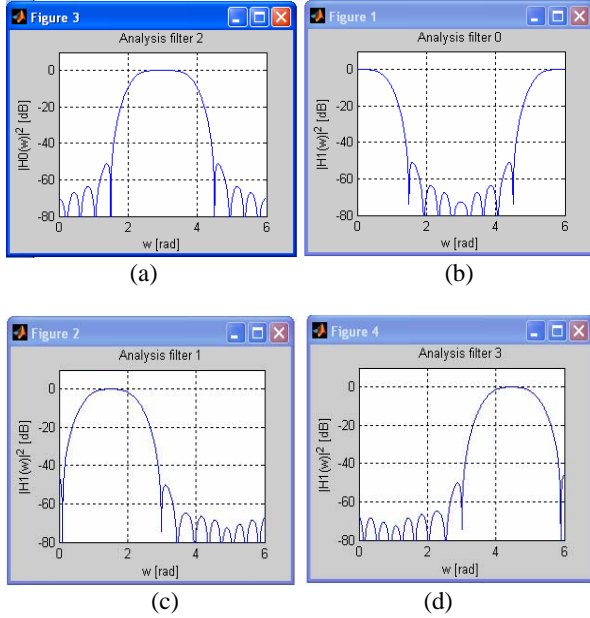 Figure 3
Analysis filter 2
|H0(w)|² [dB]
0
-20
-40
-60
-80
0 2 4 6
w [rad]
(a)
Figure 1
Analysis filter 0
|H1(w)|² [dB]
0
-20
-40
-60
-80
0 2 4 6
w [rad]
(b)
Figure 2
Analysis filter 1
|H1(w)|² [dB]
0
-20
-40
-60
-80
0 2 4 6
w [rad]
(c)
Figure 4
Analysis filter 3
|H1(w)|² [dB]
0
-20
-40
-60
-80
0 2 4 6
w [rad]
(d)